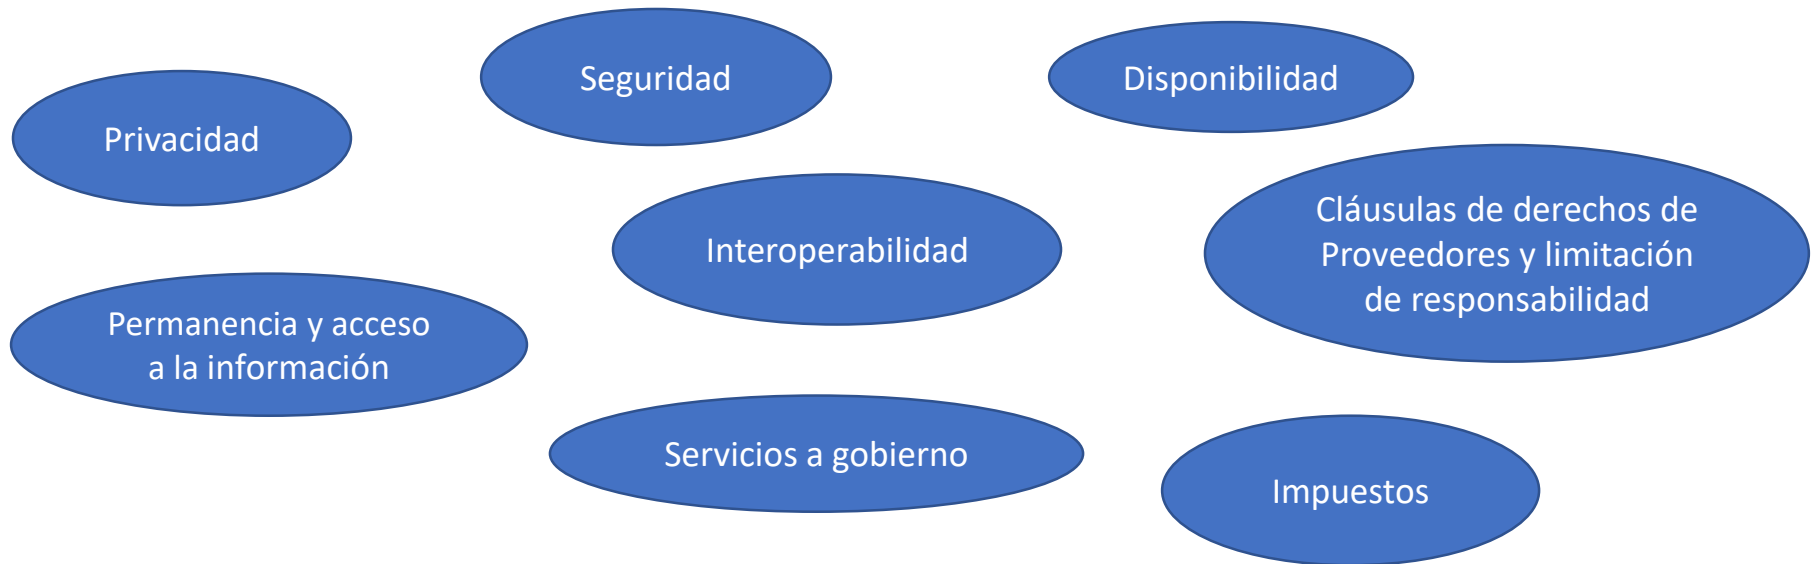 Seguridad
Disponibilidad
Privacidad
Cláusulas de derechos de
Proveedores y limitación
de responsabilidad
Interoperabilidad
Permanencia y acceso
a la información
Servicios a gobierno
Impuestos